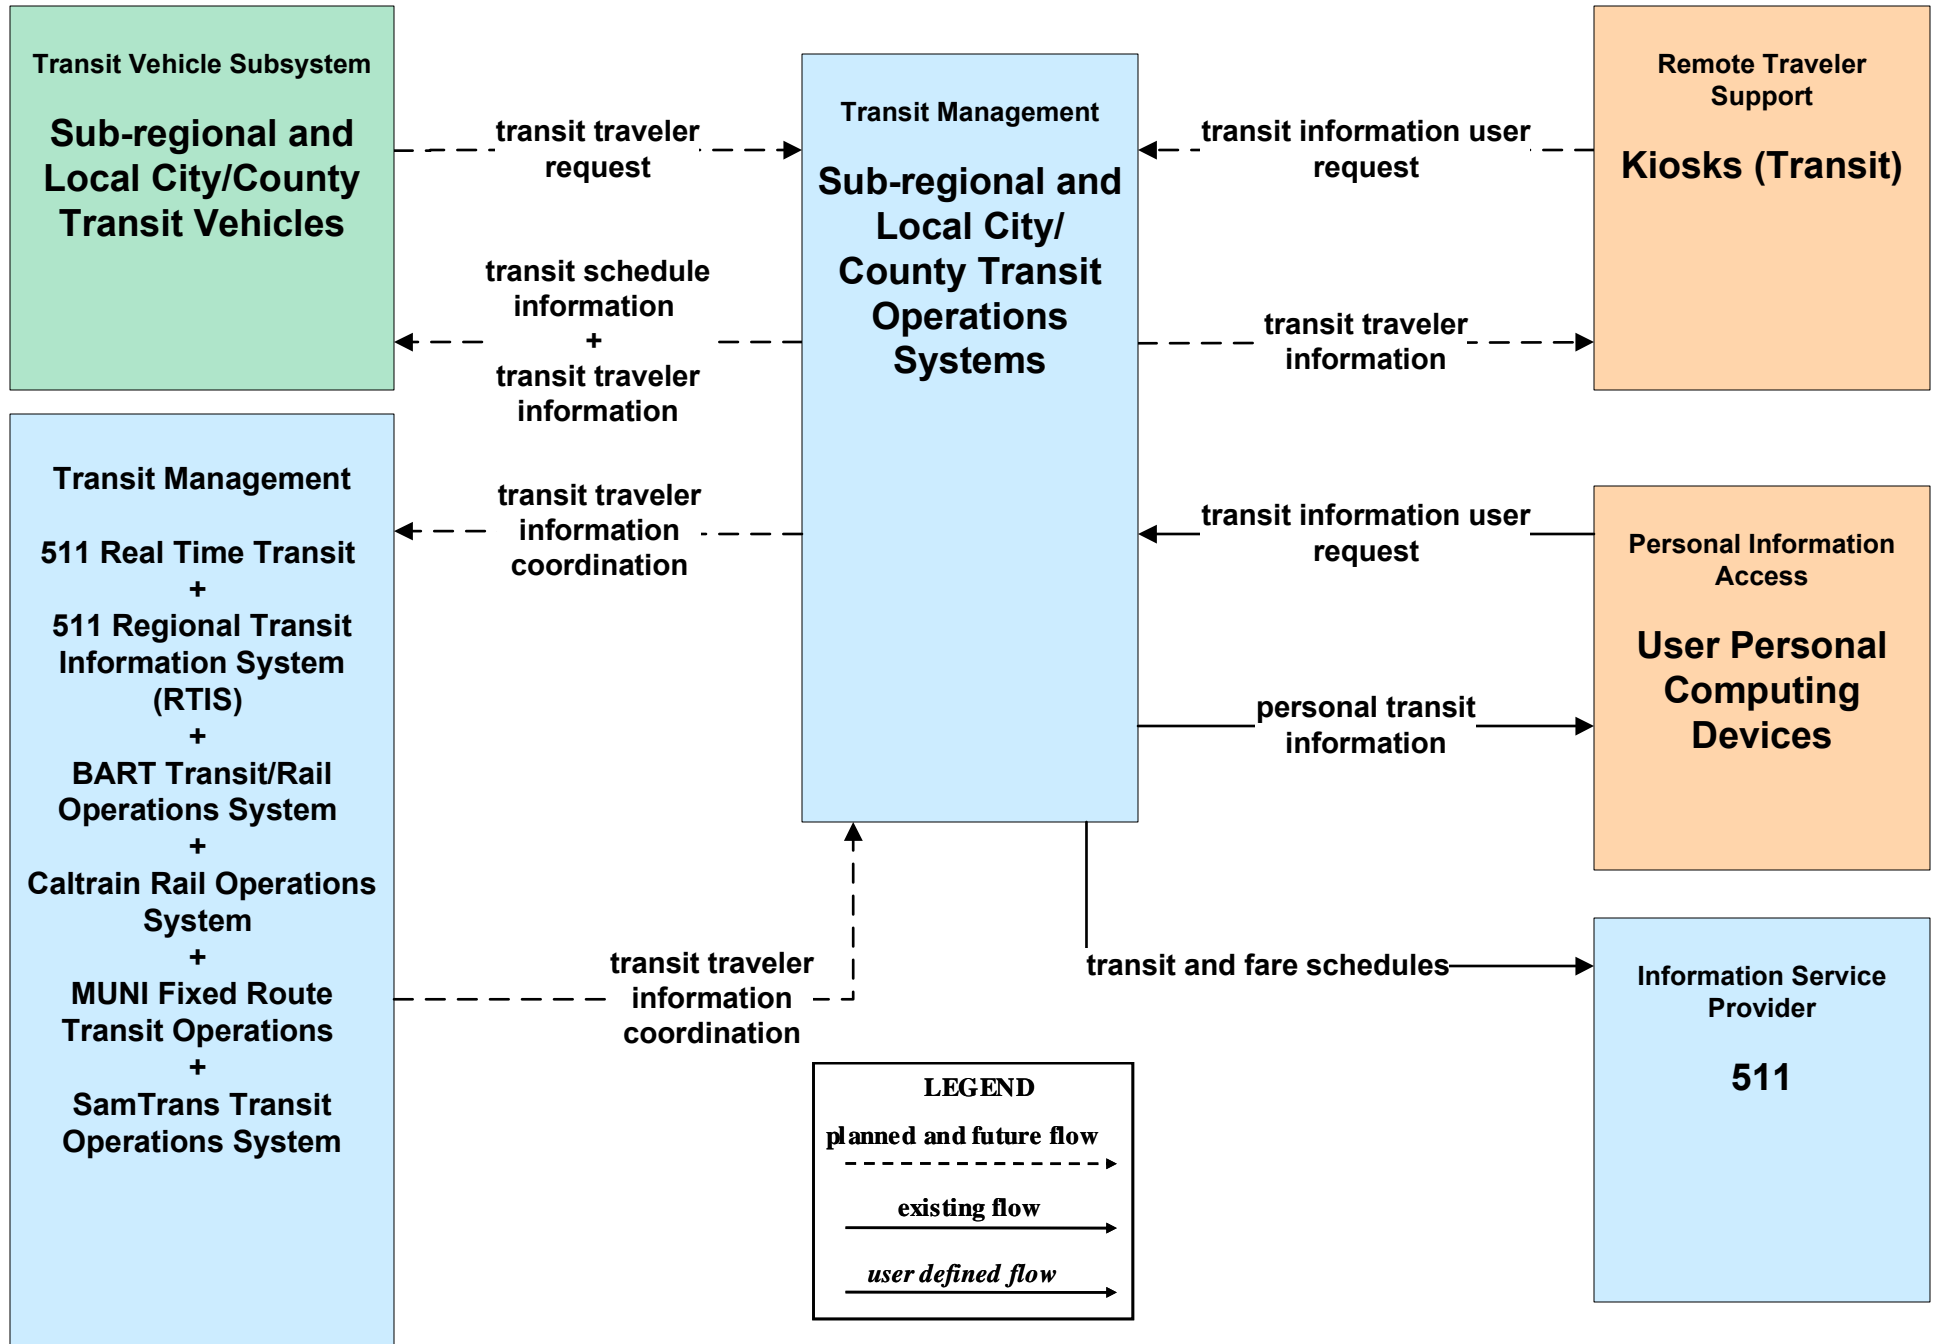 Transit Vehicle Subsystem
Sub-regional and
Local City/County
Transit Vehicles
transit traveler
request
transit schedule
information
+
transit traveler
information
Transit Management
Sub-regional and
Local City/
County Transit
Operations
Systems
transit information user
request
transit traveler
information
Remote Traveler
Support
Kiosks (Transit)
Transit Management
511 Real Time Transit
+
511 Regional Transit
Information System
(RTIS)
+
BART Transit/Rail
Operations System
+
Caltrain Rail Operations
System
+
MUNI Fixed Route
Transit Operations
+
SamTrans Transit
Operations System
transit traveler
information
coordination
transit traveler
information
coordination
transit information user
request
personal transit
information
Personal Information
Access
User Personal
Computing
Devices
transit and fare schedules
Information Service
Provider
511
LEGEND
planned and future flow
existing flow
user defined flow